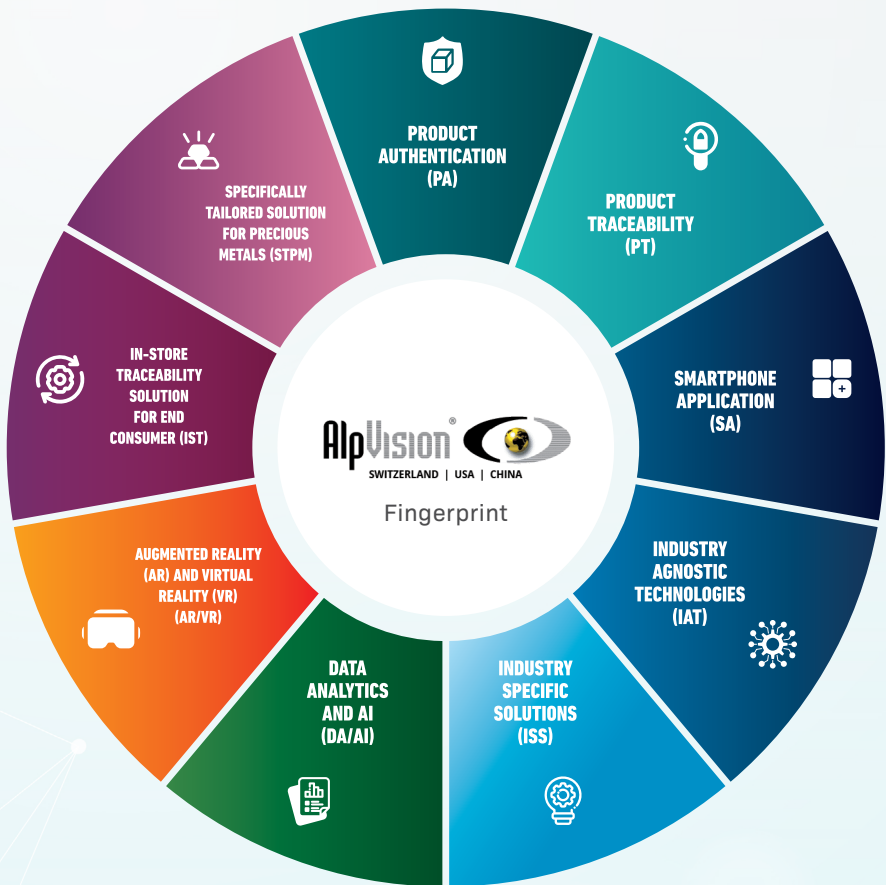 PRODUCT
AUTHENTICATION
(PA)
PRODUCT
TRACEABILITY
(PT)
SMARTPHONE
APPLICATION
(SA)
INDUSTRY
AGNOSTIC
TECHNOLOGIES
(IAT)
INDUSTRY
SPECIFIC
SOLUTIONS
(ISS)
DATA
ANALYTICS
AND AI
(DA/AI)
AUGMENTED REALITY
(AR) AND VIRTUAL
REALITY (VR)
(AR/VR)
IN-STORE
TRACEABILITY
SOLUTION
FOR END
CONSUMER (IST)
SPECIFICALLY
TAILORED SOLUTION
FOR PRECIOUS
METALS (STPM)
AlpVision®
SWITZERLAND | USA | CHINA
Fingerprint